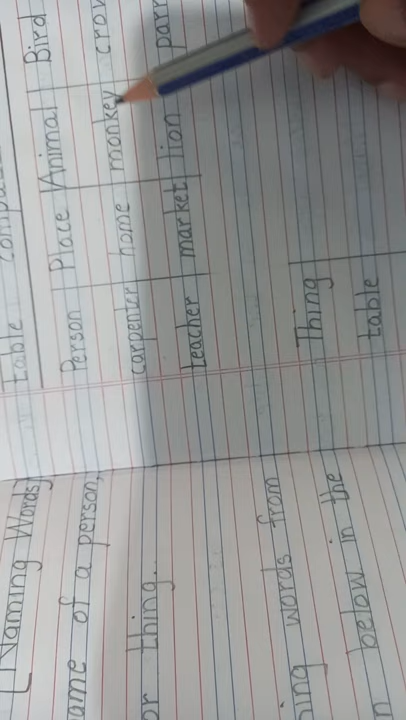 [Naming Words]
ame of a person,
or thing.
ing words from
n below in the
table
Person Place Animal Bird
carpenter home monkey crow
teacher market lion parr
Thing
table